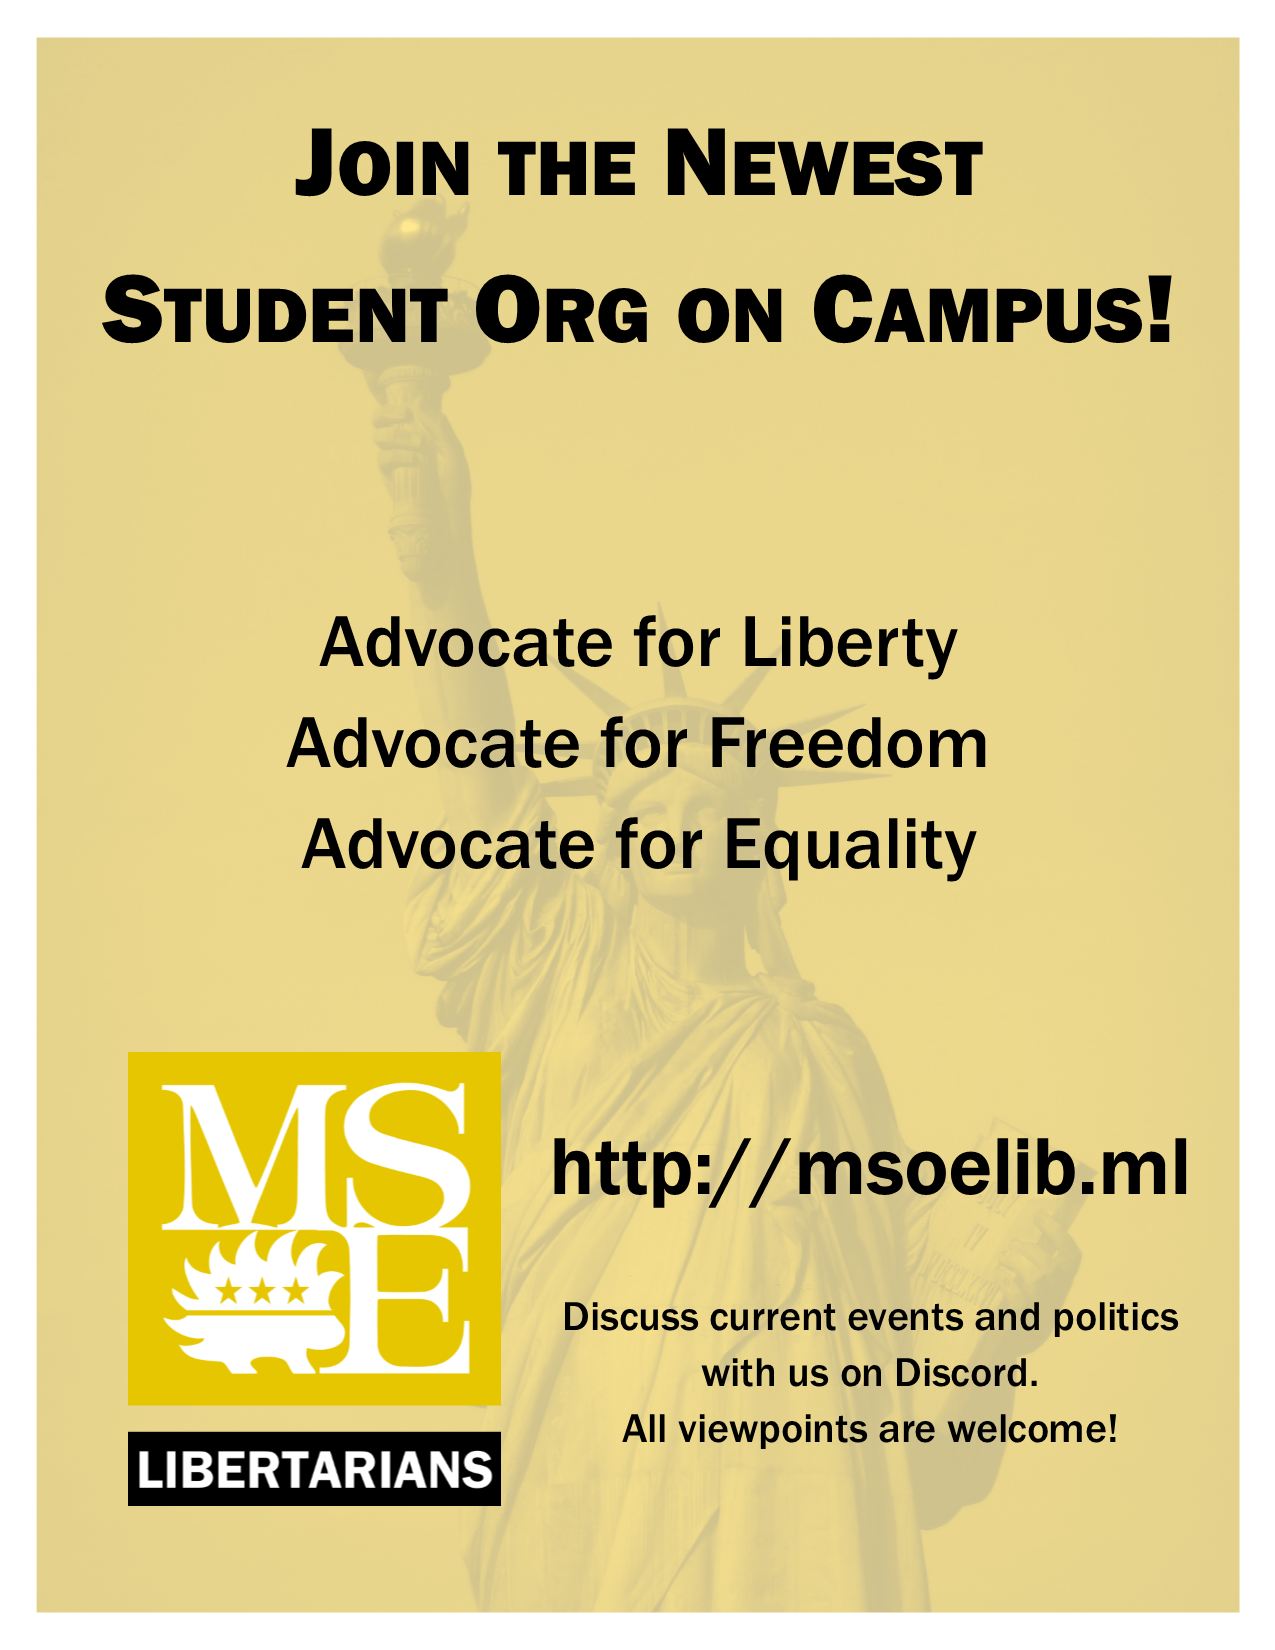 Join the Newest
Student Org on Campus!
Advocate for Liberty
Advocate for Freedom
Advocate for Equality
MS
E
LIBERTARIANS
http://msoelib.ml
Discuss current events and politics
with us on Discord.
All viewpoints are welcome!